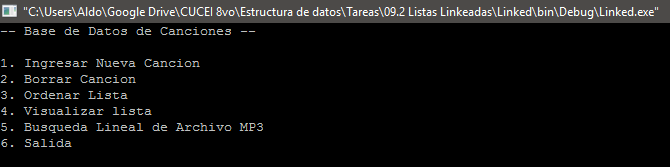 "C:\Users\Aldo\Google Drive\CUCEI 8vo\Estructura de datos\Tareas\09.2 Listas Linkeadas\Linked\bin\Debug\Linked.exe"
-- Base de Datos de Canciones --
1. Ingresar Nueva Cancion
2. Borrar Cancion
3. Ordenar Lista
4. Visualizar lista
5. Busqueda Lineal de Archivo MP3
6. Salida